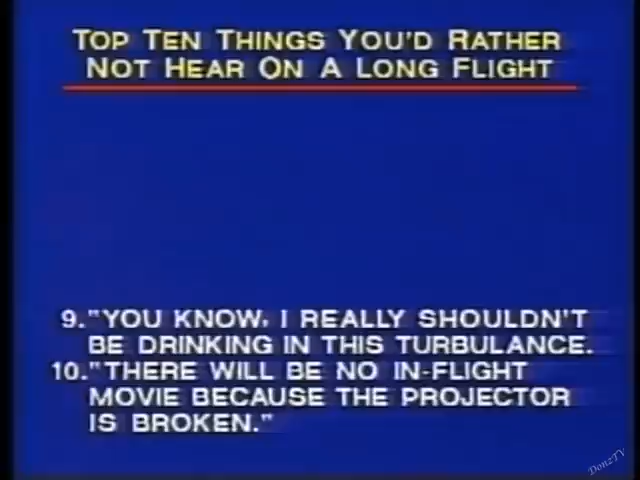 TOP TEN THINGS YOU'D RATHER
NOT HEAR ON A LONG FLIGHT
9."YOU KNOW, I REALLY SHOULDN'T
BE DRINKING IN THIS TURBULANCE.
10."THERE WILL BE NO IN-FLIGHT
MOVIE BECAUSE THE PROJECTOR
IS BROKEN."
DonzTV